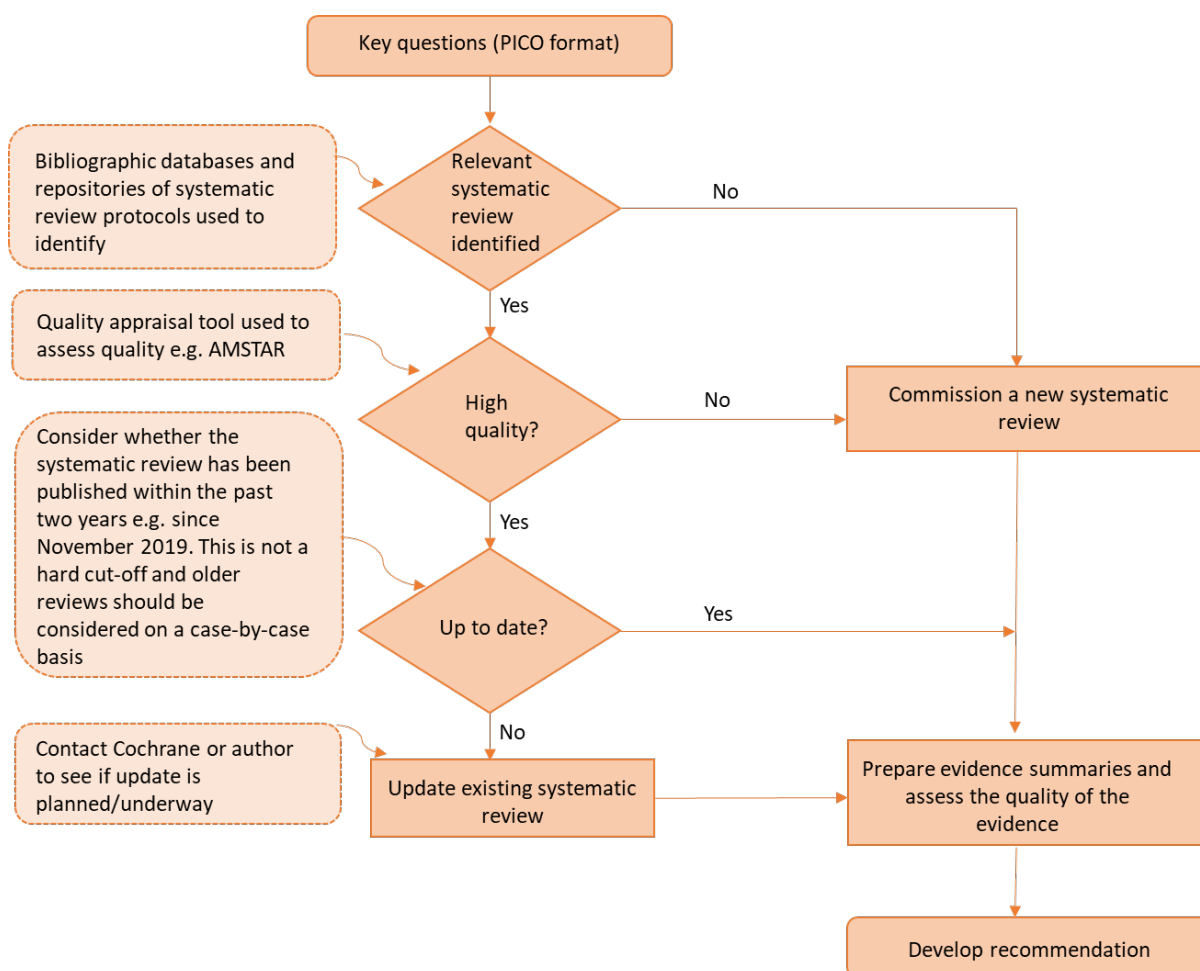 Key questions (PICO format)
Bibliographic databases and
repositories of systematic
review protocols used to
identify
Relevant
systematic
review
identified
No
Yes
Quality appraisal tool used to
assess quality e.g. AMSTAR
High
quality?
No
Commission a new systematic
review
Yes
Consider whether the
systematic review has been
published within the past
two years e.g. since
November 2019. This is not a
hard cut-off and older
reviews should be
considered on a case-by-case
basis
Up to date?
Yes
No
Contact Cochrane or author
to see if update is
planned/underway
Update existing systematic
review
Prepare evidence summaries and
assess the quality of the
evidence
Develop recommendation